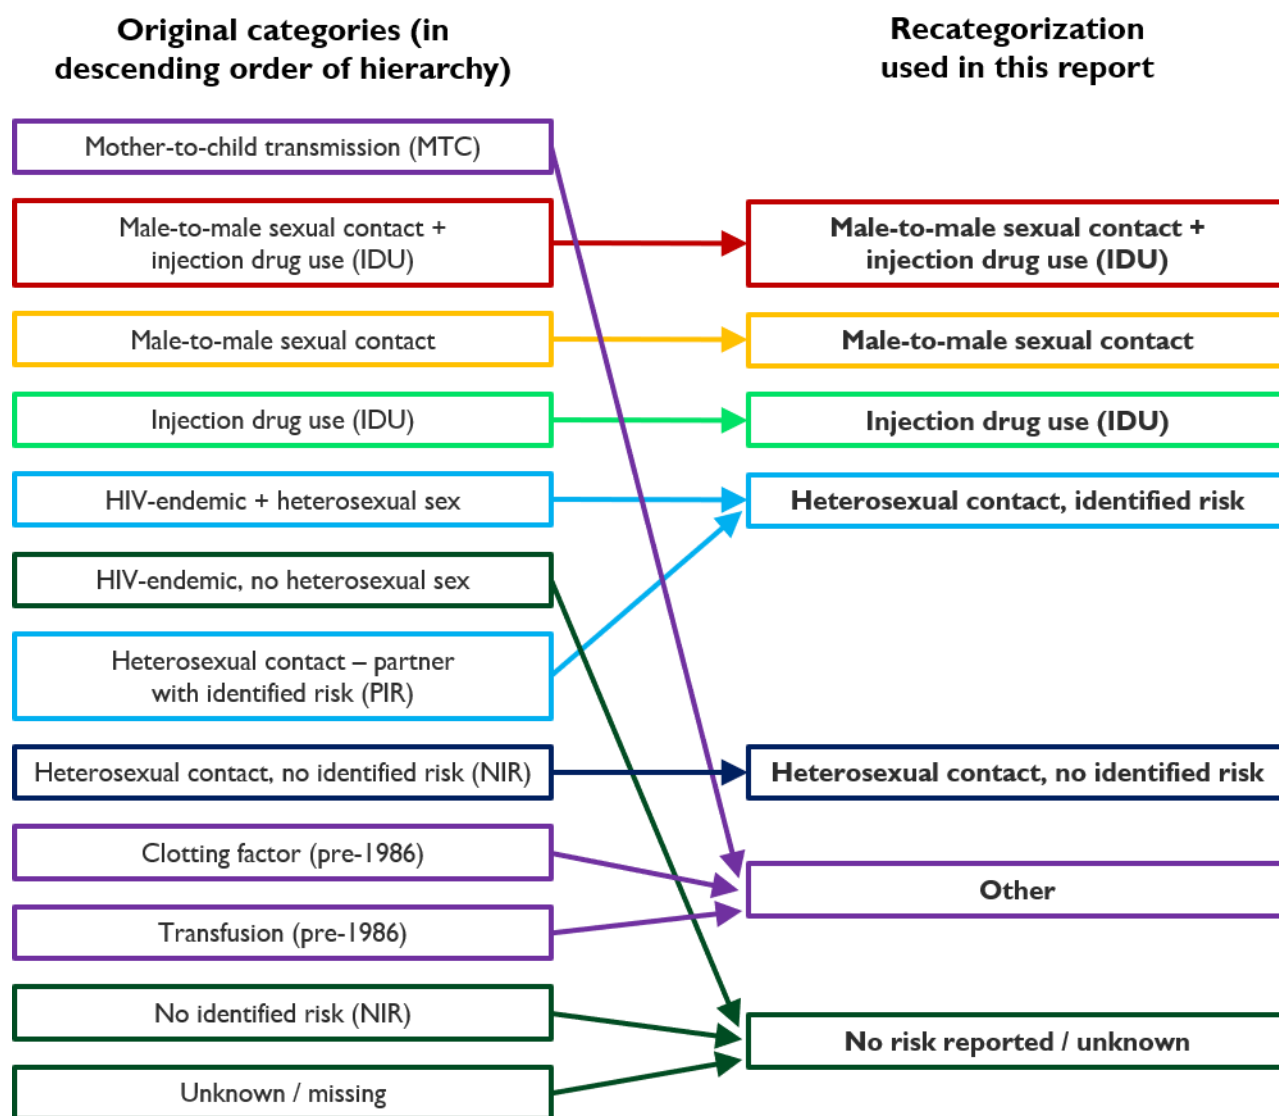 Original categories (in
descending order of hierarchy)
Mother-to-child transmission (MTC)
Male-to-male sexual contact +
injection drug use (IDU)
Male-to-male sexual contact
Injection drug use (IDU)
HIV-endemic + heterosexual sex
HIV-endemic, no heterosexual sex
Heterosexual contact – partner
with identified risk (PIR)
Heterosexual contact, no identified risk (NIR)
Clotting factor (pre-1986)
Transfusion (pre-1986)
No identified risk (NIR)
Unknown / missing
Recategorization
used in this report
Male-to-male sexual contact +
injection drug use (IDU)
Male-to-male sexual contact
Injection drug use (IDU)
Heterosexual contact, identified risk
Heterosexual contact, no identified risk
Other
No risk reported / unknown